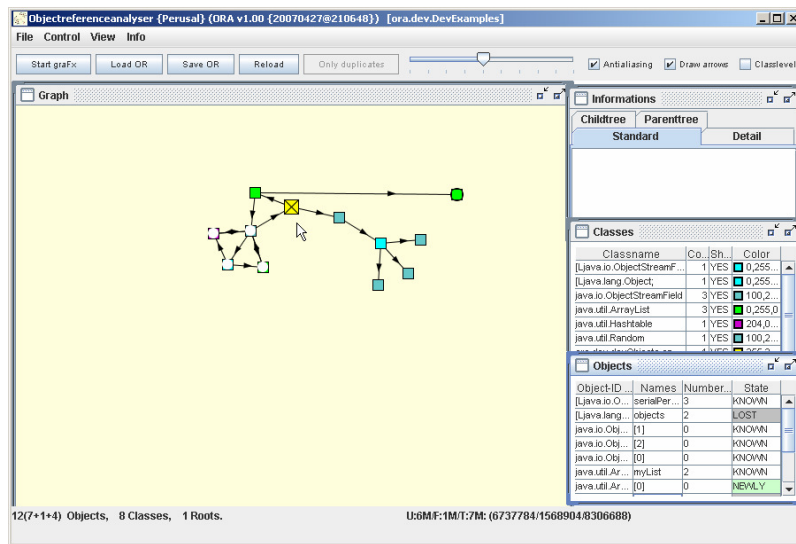 Objectreferenceanalyser {Perusal} (ORA v1.00 {20070427@210648}) [ora.dev.DevExamples]
File Control View Info
Start graFx Load OR Save OR Reload Only duplicates Antialiasing Draw arrows Classlevel
Graph
Informations
Childtree Parenttree
Standard Detail
Classes
Classname Co... Sh... Color
[Ljava.io.ObjectStreamF... 1 YES 0,255...
[Ljava.lang.Object; 1 YES 0,255...
java.io.ObjectStreamField 3 YES 100,2...
java.util.ArrayList 3 YES 0,255,0
java.util.Hashtable 1 YES 204,0...
java.util.Random 1 YES 100,2...
Objects
Object-ID ... Names Number... State
[Ljava.io.O... serialPer... 3 KNOWN
[Ljava.lang... objects 2 LOST
java.io.Obj... [1] 0 KNOWN
java.io.Obj... [2] 0 KNOWN
java.io.Obj... [0] 0 KNOWN
java.util.Ar... myList 2 KNOWN
java.util.Ar... [0] 0 NEWLY
12(7+1+4) Objects, 8 Classes, 1 Roots. U:6M/F:1M/T:7M: (6737784/1568904/8306688)